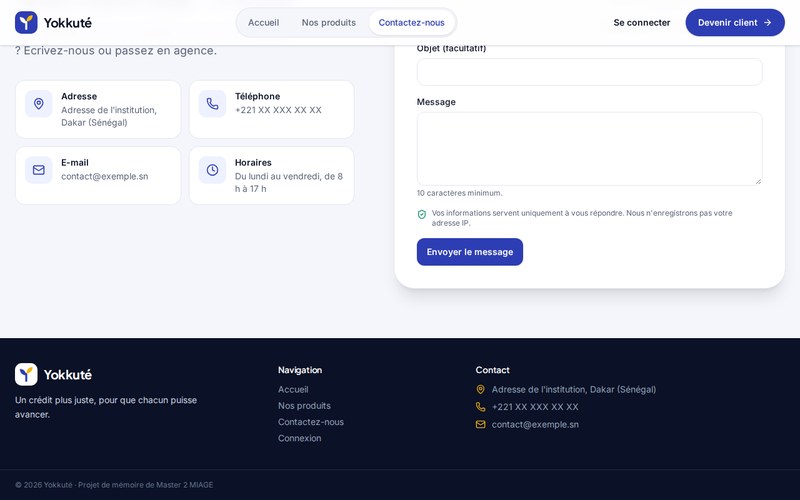 Yokkuté
Accueil
Nos produits
Contactez-nous
Se connecter
Devenir client →
? Écrivez-nous ou passez en agence.
Adresse
Adresse de l'institution,
Dakar (Sénégal)
Téléphone
+221 XX XXX XX XX
E-mail
contact@exemple.sn
Horaires
Du lundi au vendredi, de 8
h à 17 h
Objet (facultatif)
Message
10 caractères minimum.
Vos informations servent uniquement à vous répondre. Nous n'enregistrons pas votre
adresse IP.
Envoyer le message
Yokkuté
Un crédit plus juste, pour que chacun puisse
avancer.
Navigation
Accueil
Nos produits
Contactez-nous
Connexion
Contact
Adresse de l'institution, Dakar (Sénégal)
+221 XX XXX XX XX
contact@exemple.sn
© 2026 Yokkuté · Projet de mémoire de Master 2 MIAGE